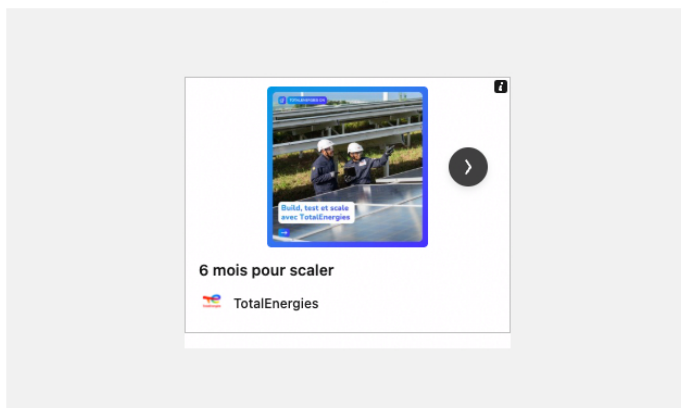 TOTALENERGIES ON
Build, test et scale
avec TotalEnergies
6 mois pour scaler
TotalEnergies